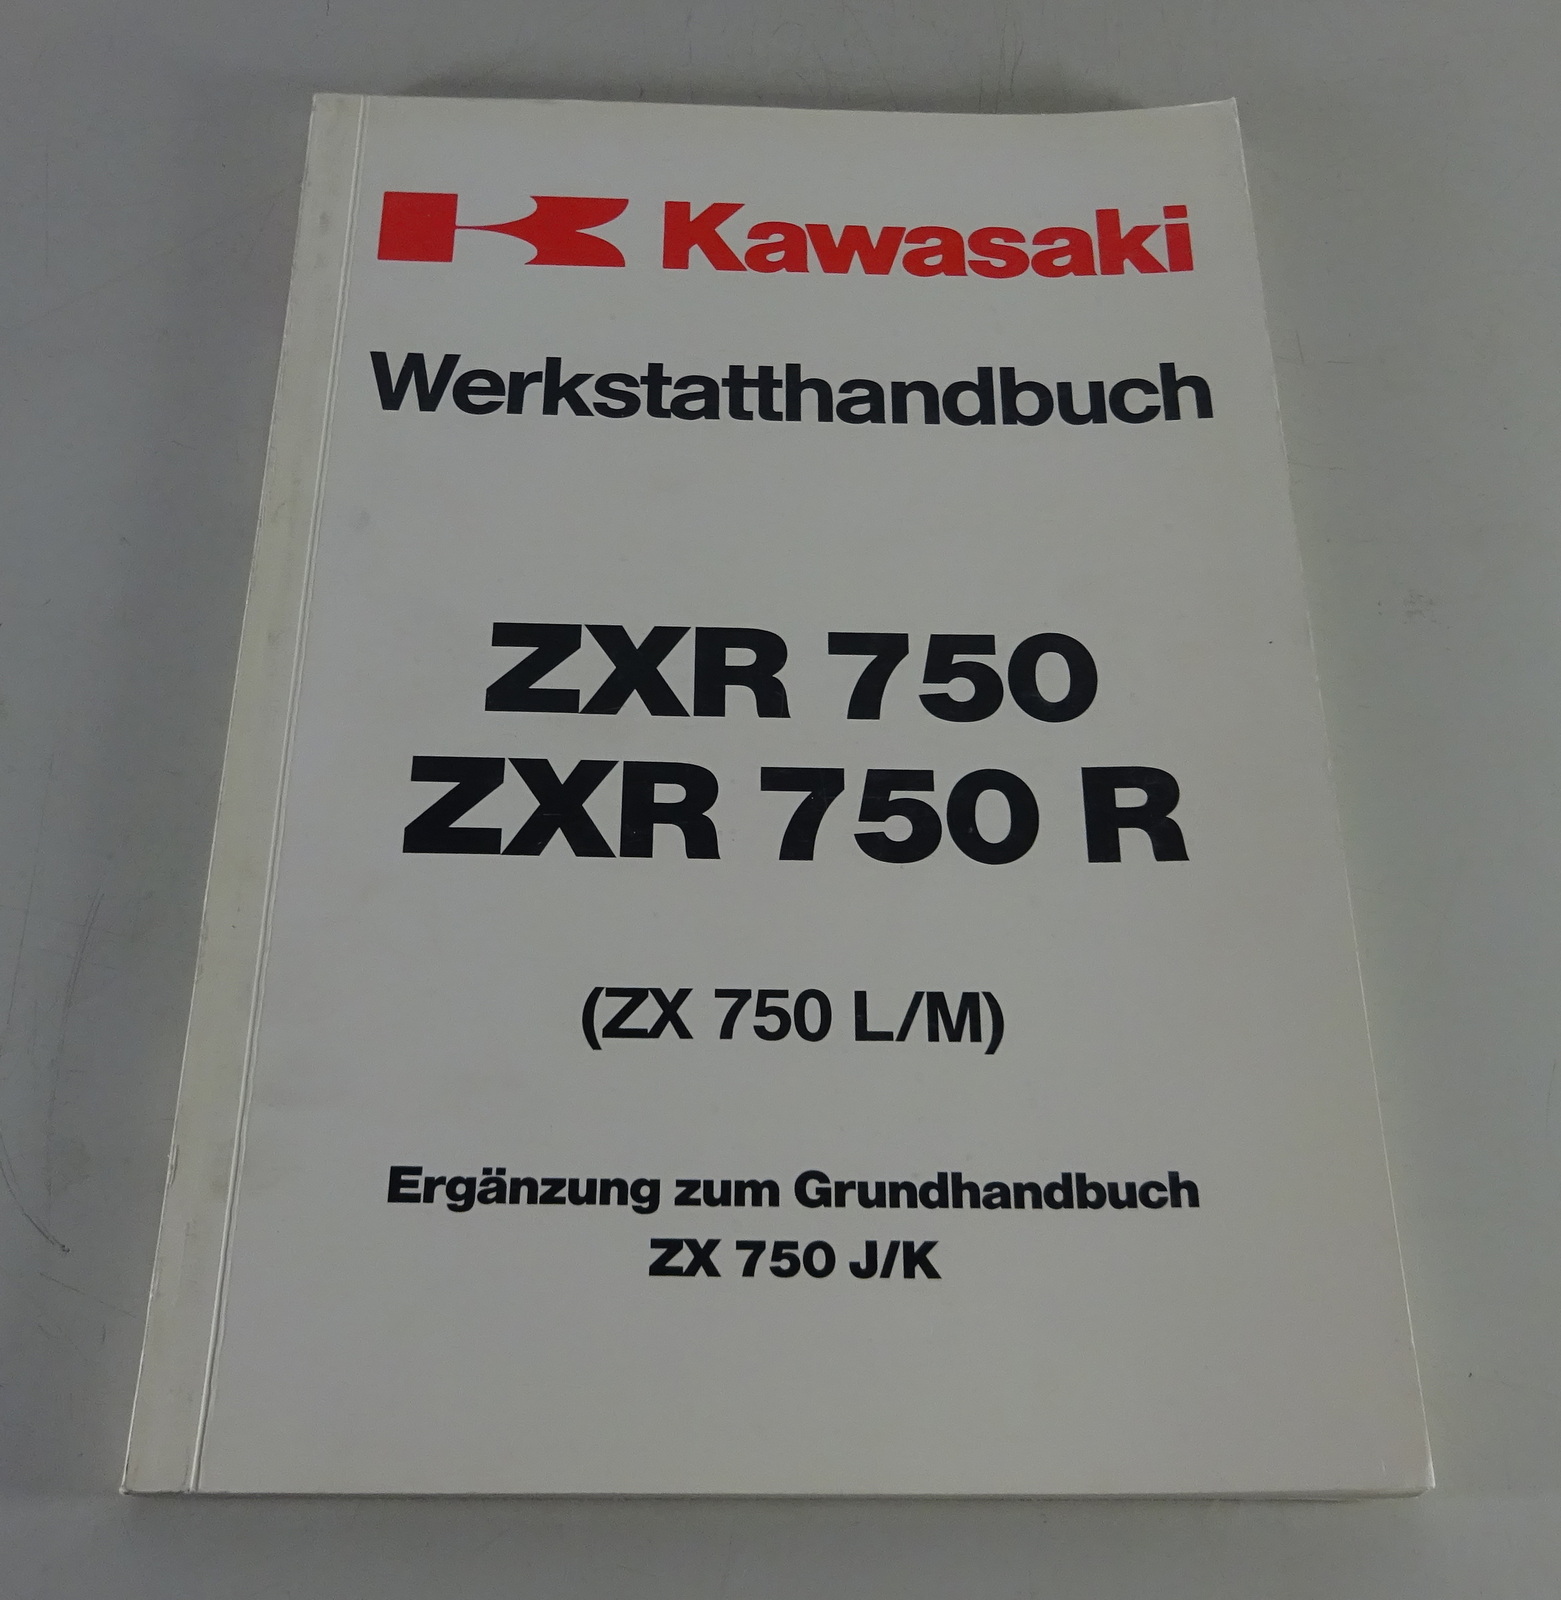 Kawasaki
Werkstatthandbuch
ZXR 750
ZXR 750 R
(ZX 750 L/M)
Ergänzung zum Grundhandbuch
ZX 750 J/K